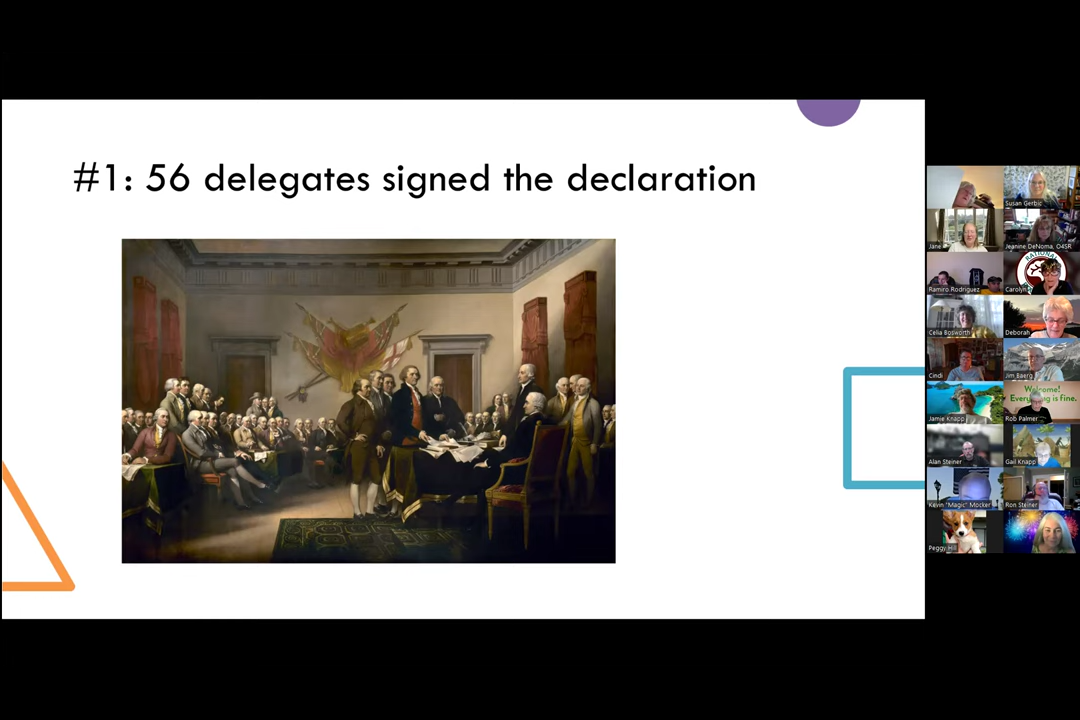 #1: 56 delegates signed the declaration
Susan Gerbic
Jane
Jeanine DeNoma, O4SR
RATIONAL
Ramiro Rodriguez
Carolyn
Celia Bosworth
Deborah
Cindi
Jim Baerg
Welcome!
Everything is fine.
Jamie Knapp
Rob Palmer
Alan Steiner
Gail Knapp
Kevin "Magic" Mocker
Ron Steiner
Peggy Hill